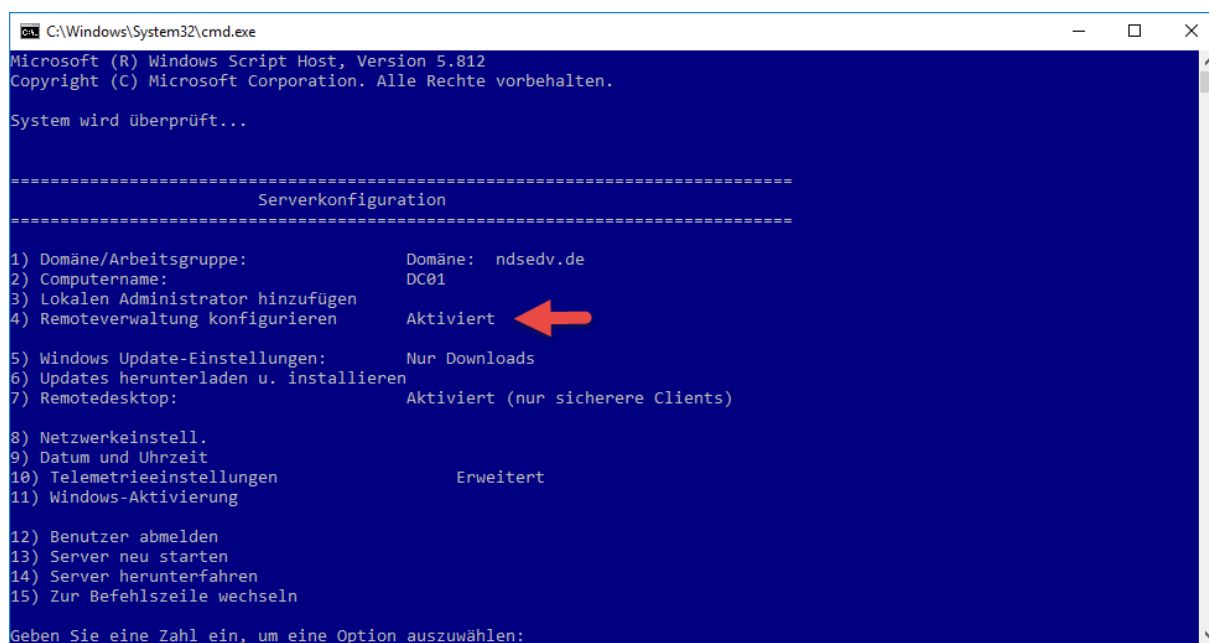 C:\Windows\System32\cmd.exe
Microsoft (R) Windows Script Host, Version 5.812
Copyright (C) Microsoft Corporation. Alle Rechte vorbehalten.
System wird überprüft...
===============================================================================
Serverkonfiguration
===============================================================================
1) Domäne/Arbeitsgruppe: Domäne: ndsedv.de
2) Computername: DC01
3) Lokalen Administrator hinzufügen
4) Remoteverwaltung konfigurieren Aktiviert
5) Windows Update-Einstellungen: Nur Downloads
6) Updates herunterladen u. installieren
7) Remotedesktop: Aktiviert (nur sicherere Clients)
8) Netzwerkeinstell.
9) Datum und Uhrzeit
10) Telemetrieeinstellungen Erweitert
11) Windows-Aktivierung
12) Benutzer abmelden
13) Server neu starten
14) Server herunterfahren
15) Zur Befehlszeile wechseln
Geben Sie eine Zahl ein, um eine Option auszuwählen: